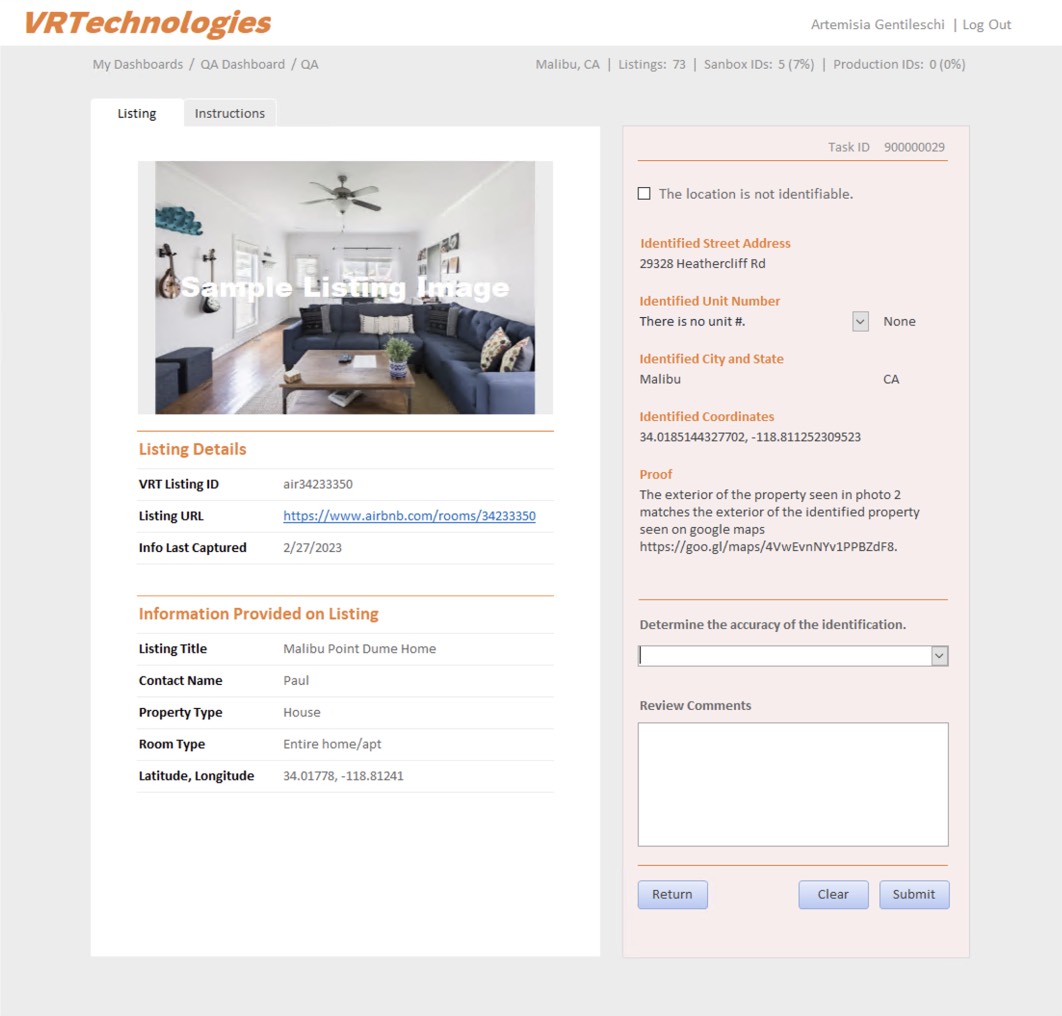 VRTechnologies
Artemisia Gentileschi | Log Out
My Dashboards / QA Dashboard / QA
Malibu, CA | Listings: 73 | Sanbox IDs: 5 (7%) | Production IDs: 0 (0%)
Listing
Instructions
Sample Listing Image
Listing Details
VRT Listing ID air34233350
Listing URL https://www.airbnb.com/rooms/34233350
Info Last Captured 2/27/2023
Information Provided on Listing
Listing Title Malibu Point Dume Home
Contact Name Paul
Property Type House
Room Type Entire home/apt
Latitude, Longitude 34.01778, -118.81241
Task ID 900000029
The location is not identifiable.
Identified Street Address
29328 Heathercliff Rd
Identified Unit Number
There is no unit #. None
Identified City and State
Malibu CA
Identified Coordinates
34.0185144327702, -118.811252309523
Proof
The exterior of the property seen in photo 2
matches the exterior of the identified property
seen on google maps
https://goo.gl/maps/4VwEvnNYv1PPBZdF8.
Determine the accuracy of the identification.
Review Comments
Return
Clear
Submit